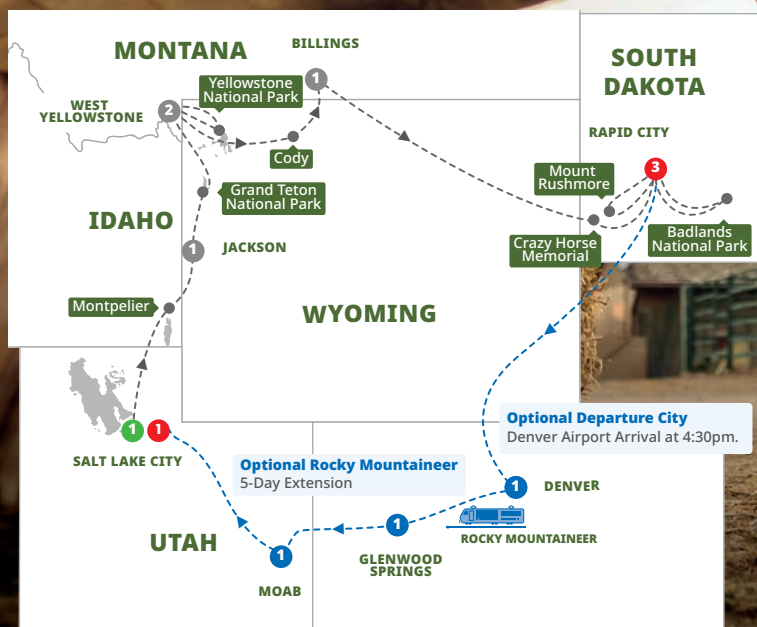 MONTANA
BILLINGS
1
SOUTH
DAKOTA
WEST
YELLOWSTONE
2
Yellowstone
National Park
RAPID CITY
3
Cody
Mount
Rushmore
Grand Teton
National Park
IDAHO
Crazy Horse
Memorial
Badlands
National Park
1
JACKSON
Montpelier
WYOMING
1
1
SALT LAKE CITY
Optional Departure City
Denver Airport Arrival at 4:30pm.
Optional Rocky Mountaineer
5-Day Extension
1
DENVER
1
ROCKY MOUNTAINEER
UTAH
1
GLENWOOD
SPRINGS
MOAB